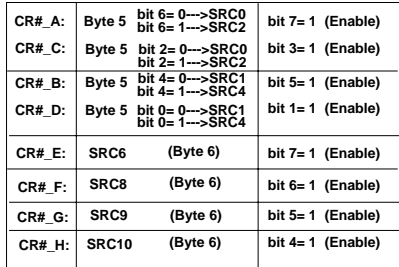 CR#_A: Byte 5 bit 6= 0--->SRC0 bit 7= 1 (Enable)
bit 6= 1--->SRC2
CR#_C: Byte 5 bit 2= 0--->SRC0 bit 3= 1 (Enable)
bit 2= 1--->SRC2
CR#_B: Byte 5 bit 4= 0--->SRC1 bit 5= 1 (Enable)
bit 4= 1--->SRC4
CR#_D: Byte 5 bit 0= 0--->SRC1 bit 1= 1 (Enable)
bit 0= 1--->SRC4
CR#_E: SRC6 (Byte 6) bit 7= 1 (Enable)
CR#_F: SRC8 (Byte 6) bit 6= 1 (Enable)
CR#_G: SRC9 (Byte 6) bit 5= 1 (Enable)
CR#_H: SRC10 (Byte 6) bit 4= 1 (Enable)